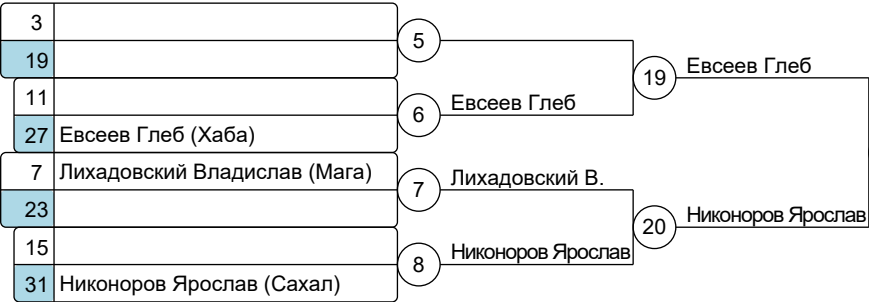 3
19
5
Евсеев Глеб
19
11
Евсеев Глеб
6
27 Евсеев Глеб (Хаба)
7 Лихадовский Владислав (Мага)
Лихадовский В.
7
23
Никоноров Ярослав
20
15
Никоноров Ярослав
8
31 Никоноров Ярослав (Сахал)